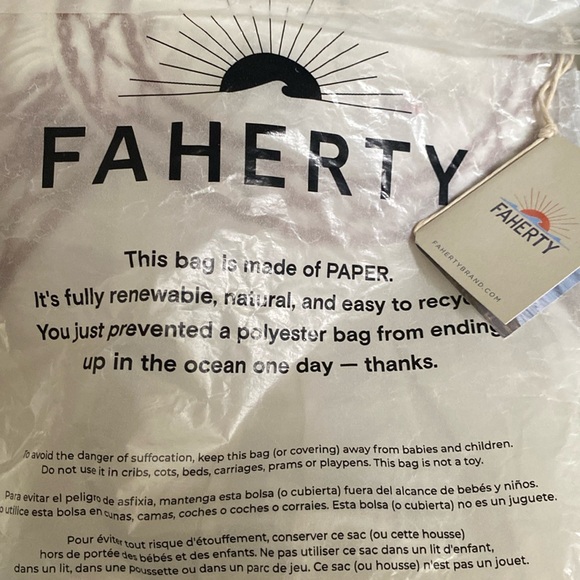 FAHERTY
This bag is made of PAPER.
It's fully renewable, natural, and easy to
You just prevented a polyester bag from ending
up in the ocean one day — thanks.
FAHERTY
FAHERTYBRAND.COM
To avoid the danger of suffocation, keep this bag (or covering) away from babies and children.
Do not use it in cribs, cots, beds, carriages, prams or playpens. This bag is not a toy.
Para evitar el peligro de asfixia, mantenga esta bolsa (o cubierta) fuera del alcance de bebés y niños.
utilice esta bolsa en cunas, camas, coches o coches o corraies. Esta bolsa (o cubierta) no es un juguete.
Pour éviter tout risque d'étouffement, conserver ce sac (ou cette housse)
hors de portée des bébés et des enfants. Ne pas utiliser ce sac dans un lit d'enfant,
dans un lit, dans une poussette ou dans un parc de jeu. Ce sac (ou housse) n'est pas un jouet.